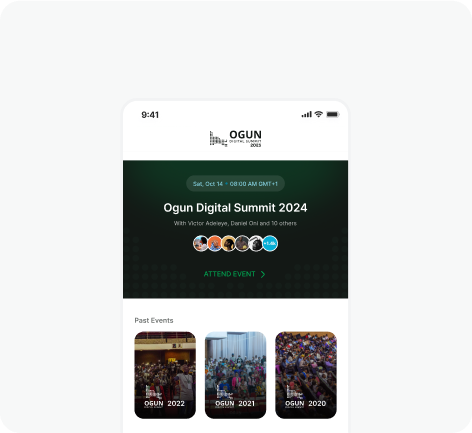 9:41
OGUN
DIGITAL SUMMIT
2023
Sat, Oct 14 • 08:00 AM GMT+1
Ogun Digital Summit 2024
With Victor Adeleye, Daniel Oni and 10 others
+1.8k
ATTEND EVENT
Past Events
OGUN 2022
OGUN 2021
OGUN 2020